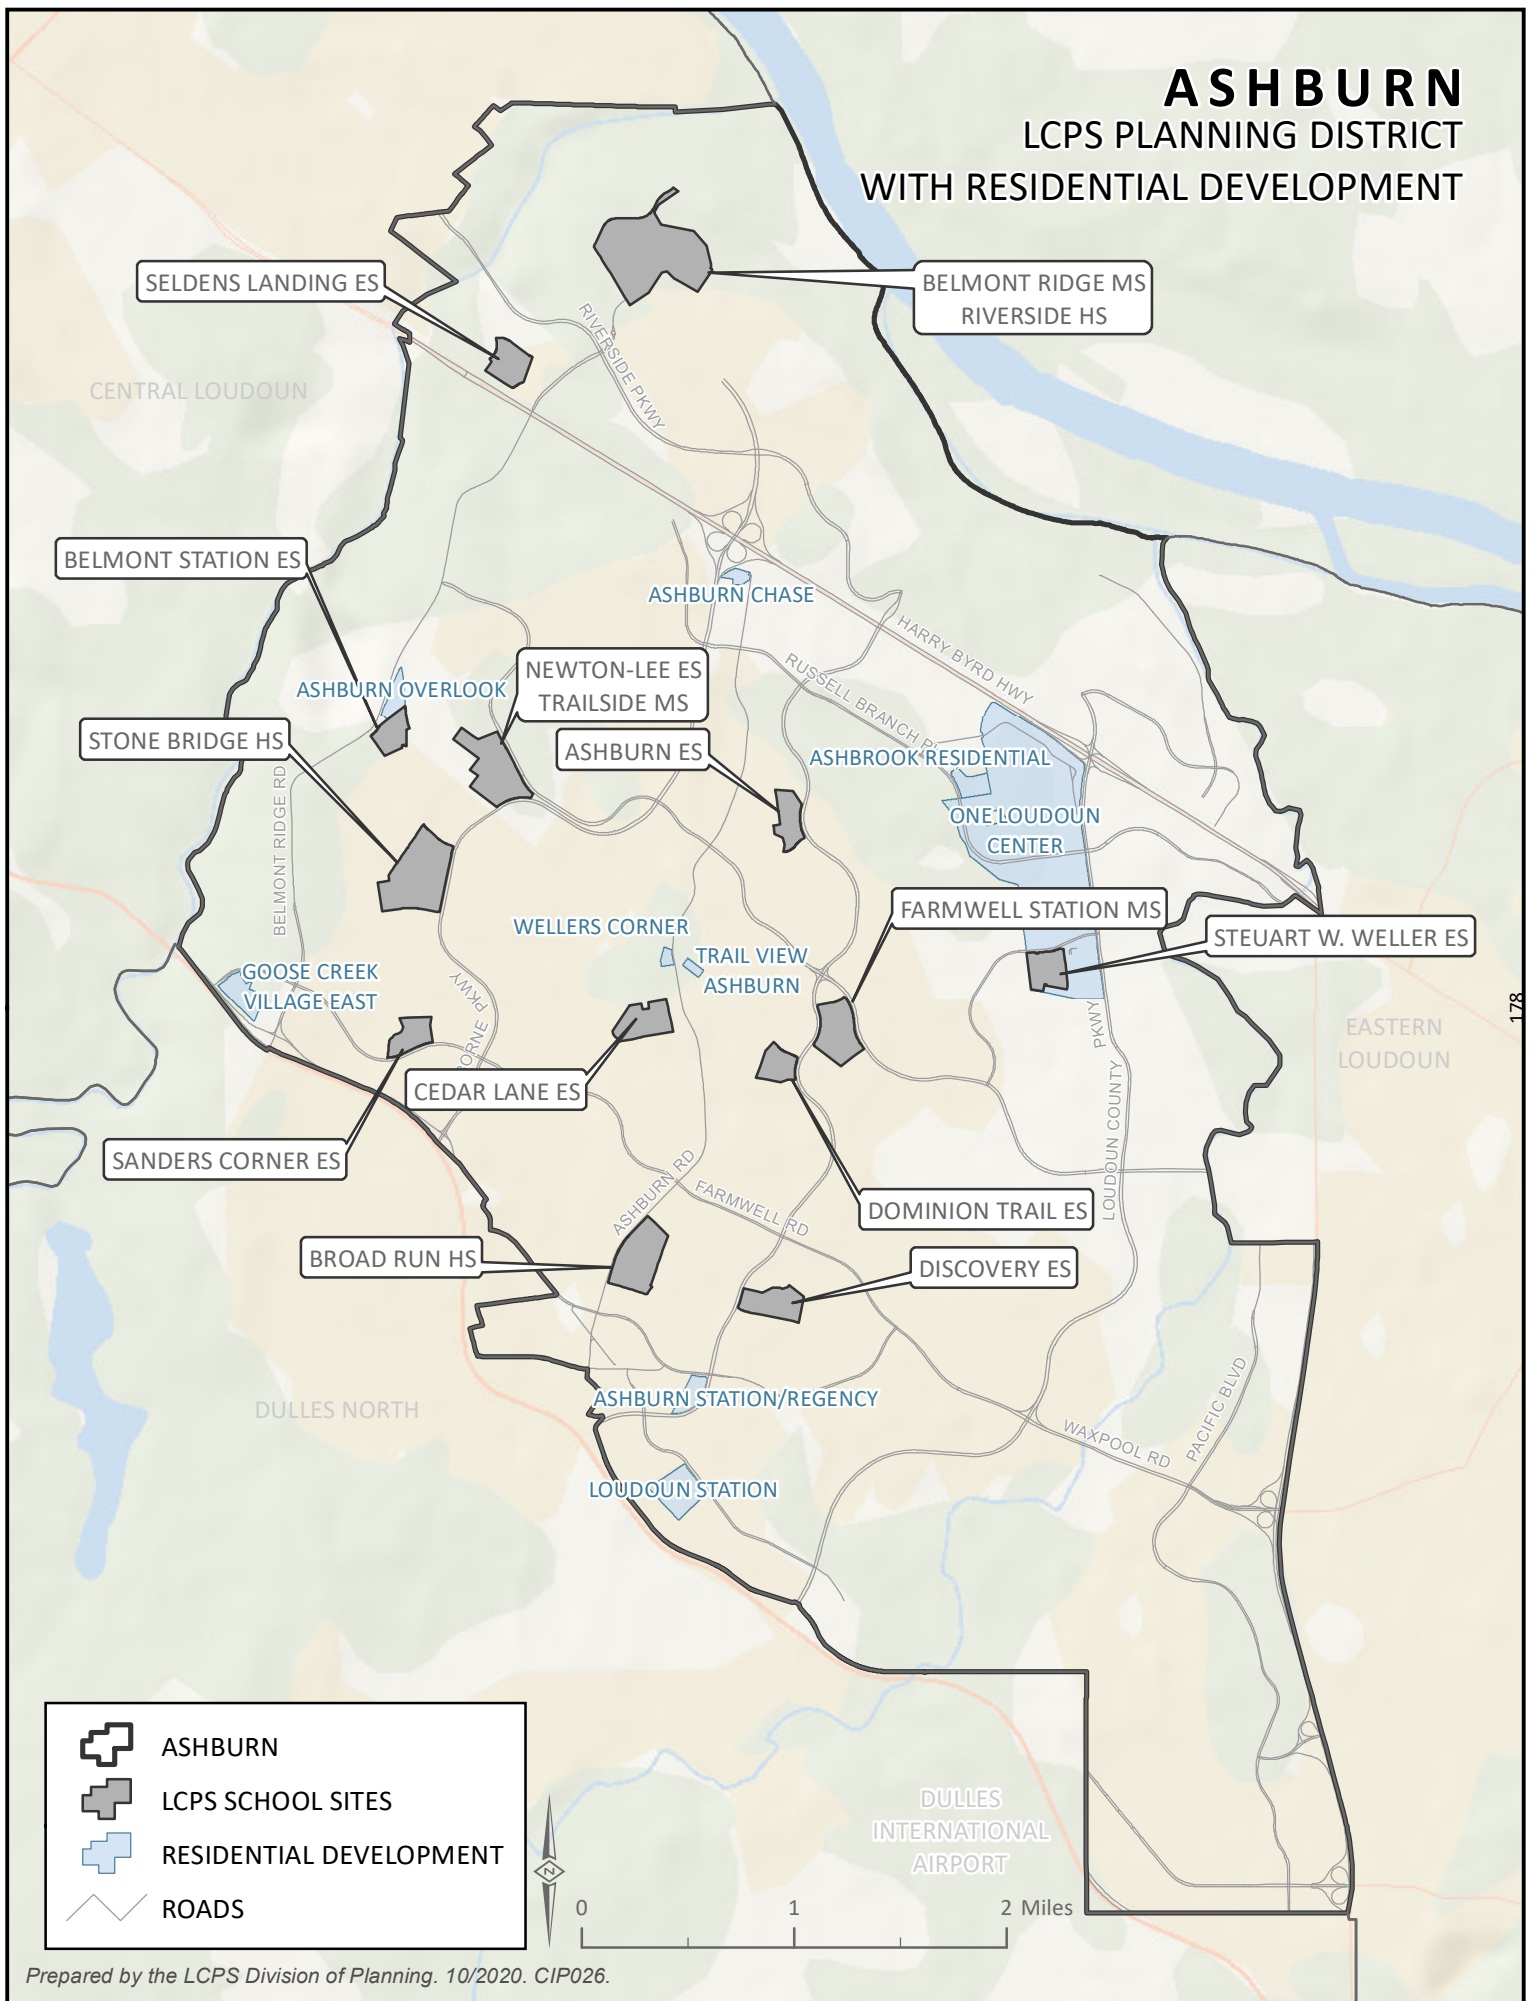 ASHBURN
LCPS PLANNING DISTRICT
WITH RESIDENTIAL DEVELOPMENT
SELDENS LANDING ES
BELMONT RIDGE MS
RIVERSIDE HS
RIVERSIDE PKWY
CENTRAL LOUDOUN
BELMONT STATION ES
ASHBURN CHASE
HARRY BYRD HWY
NEWTON-LEE ES
TRAILSIDE MS
ASHBURN OVERLOOK
RUSSELL BRANCH P
STONE BRIDGE HS
ASHBURN ES
ASHBROOK RESIDENTIAL
BELMONT RIDGE RD
ONE LOUDOUN
CENTER
FARMWELL STATION MS
WELLERS CORNER
STEUART W. WELLER ES
TRAIL VIEW
ASHBURN
GOOSE CREEK
VILLAGE EAST
178
EASTERN
LOUDOUN
BORNE PKWY
CEDAR LANE ES
LOUDOUN COUNTY PKWY
SANDERS CORNER ES
ASHBURN RD
FARMWELL RD
DOMINION TRAIL ES
BROAD RUN HS
DISCOVERY ES
DULLES NORTH
ASHBURN STATION/REGENCY
PACIFIC BLVD
WAXPOOL RD
LOUDOUN STATION
ASHBURN
LCPS SCHOOL SITES
RESIDENTIAL DEVELOPMENT
ROADS
DULLES
INTERNATIONAL
AIRPORT
N
0 1 2 Miles
Prepared by the LCPS Division of Planning. 10/2020. CIP026.